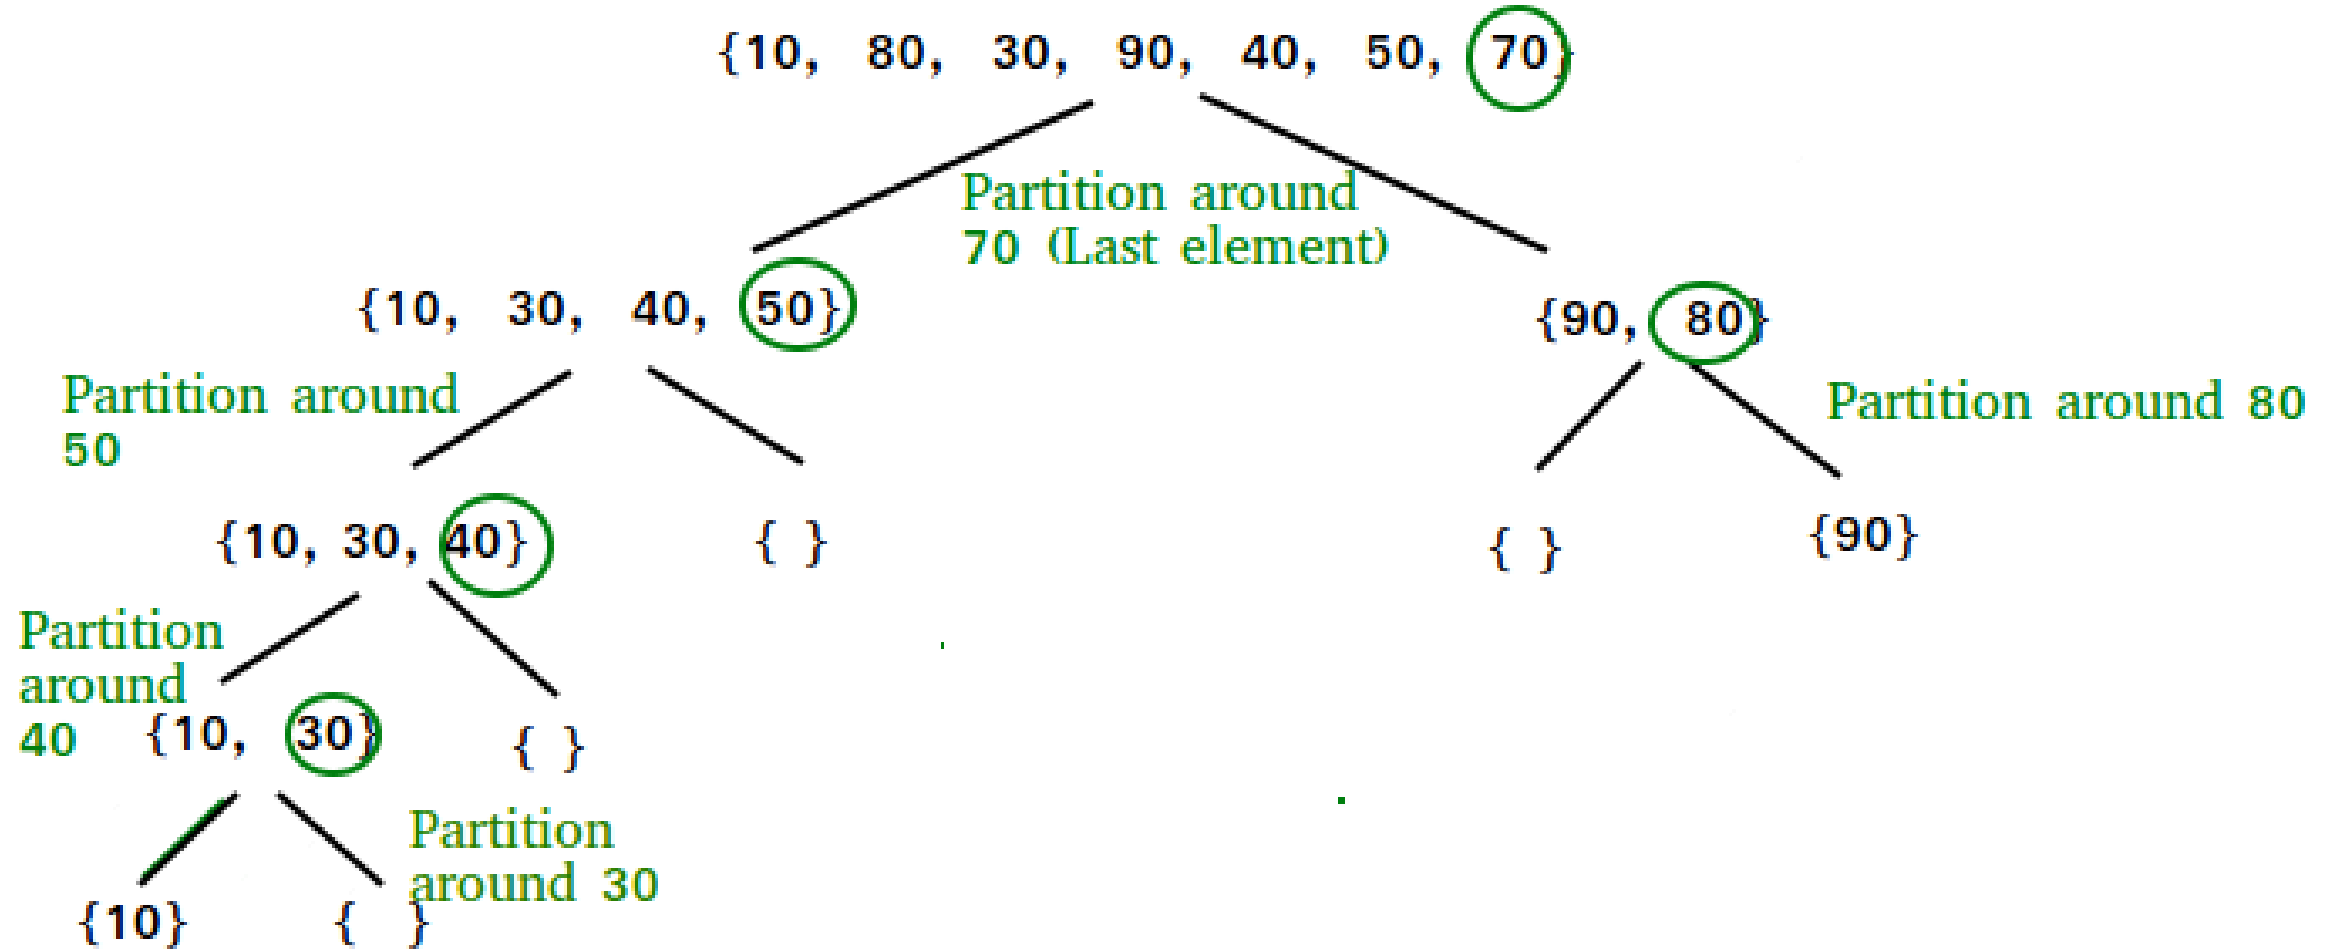 {10, 80, 30, 90, 40, 50, 70}
Partition around
70 (Last element)
{10, 30, 40, 50}
{90, 80}
Partition around
50
Partition around 80
{10, 30, 40}
{ }
{ }
{90}
Partition
around
40
{10, 30}
{ }
Partition
around 30
{10}
{ }